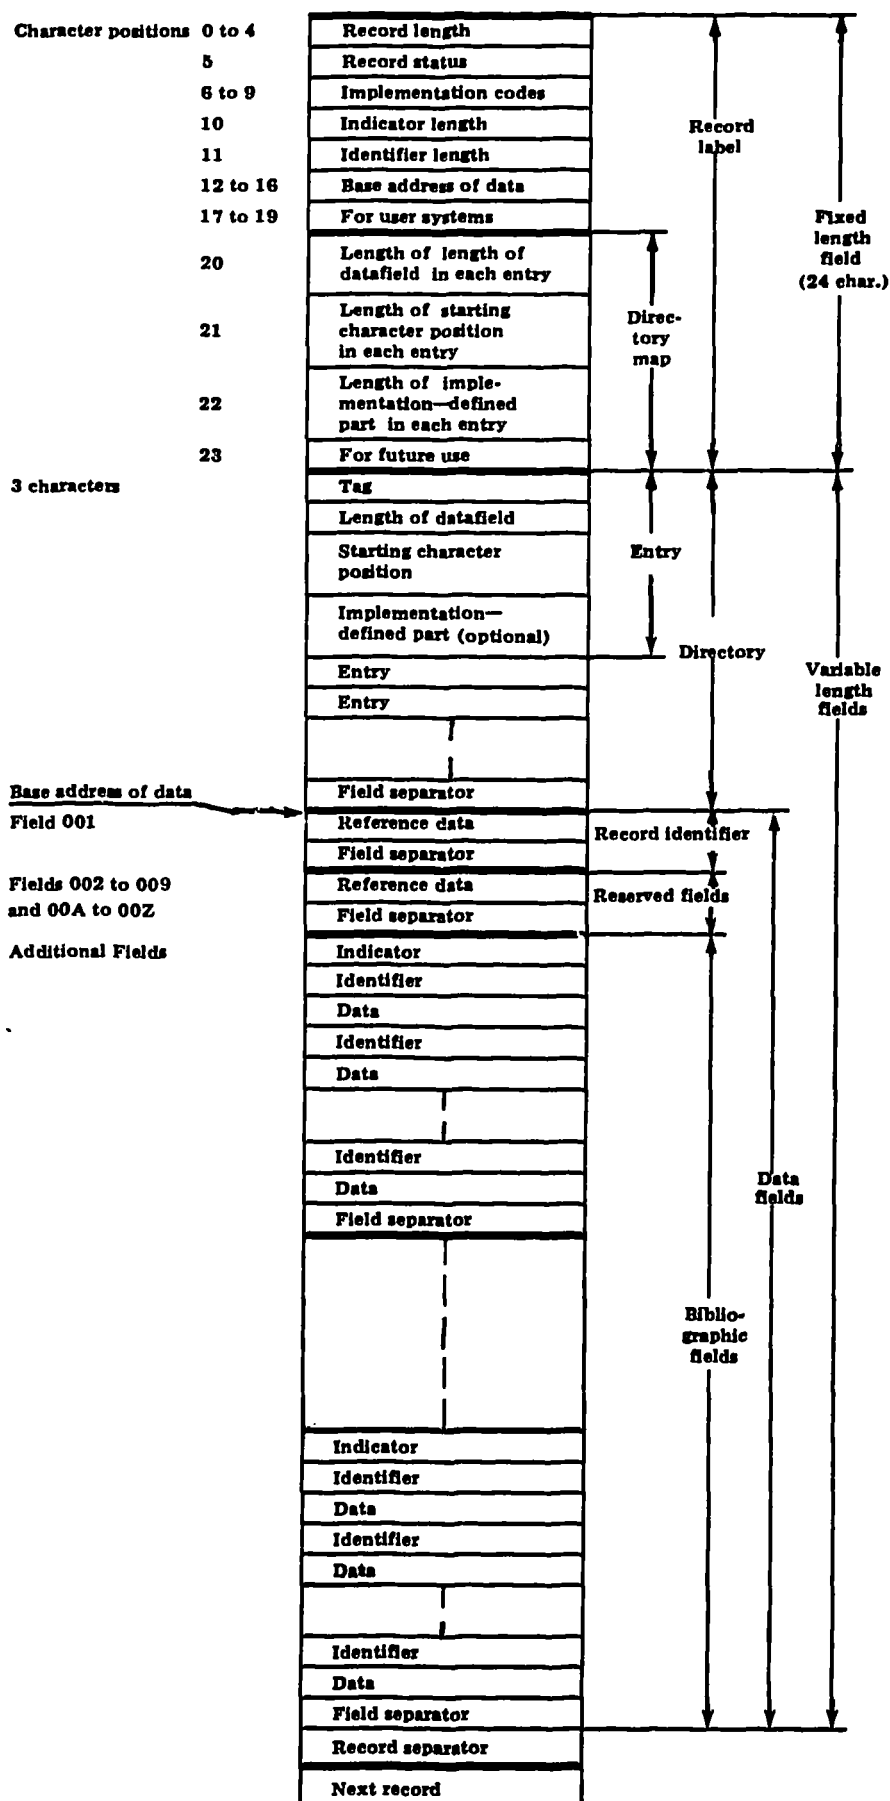 Character positions 0 to 4 Record length
5 Record status
6 to 9 Implementation codes
10 Indicator length
11 Identifier length
12 to 16 Base address of data
17 to 19 For user systems
20 Length of length of
datafield in each entry
21 Length of starting
character position
in each entry
22 Length of imple-
mentation—defined
part in each entry
23 For future use
Record
label
Fixed
length
field
(24 char.)
Direc-
tory
map
3 characters Tag
Length of datafield
Starting character
position
Implementation—
defined part (optional)
Entry
Entry
Entry
Directory
Variable
length
fields
Field separator
Base address of data
Field 001 Reference data
Field separator
Record identifier
Fields 002 to 009
and 00A to 00Z
Reference data
Field separator
Reserved fields
Additional Fields Indicator
Identifier
Data
Identifier
Data
Identifier
Data
Field separator
Data
fields
Biblio-
graphic
fields
Indicator
Identifier
Data
Identifier
Data
Identifier
Data
Field separator
Record separator
Next record